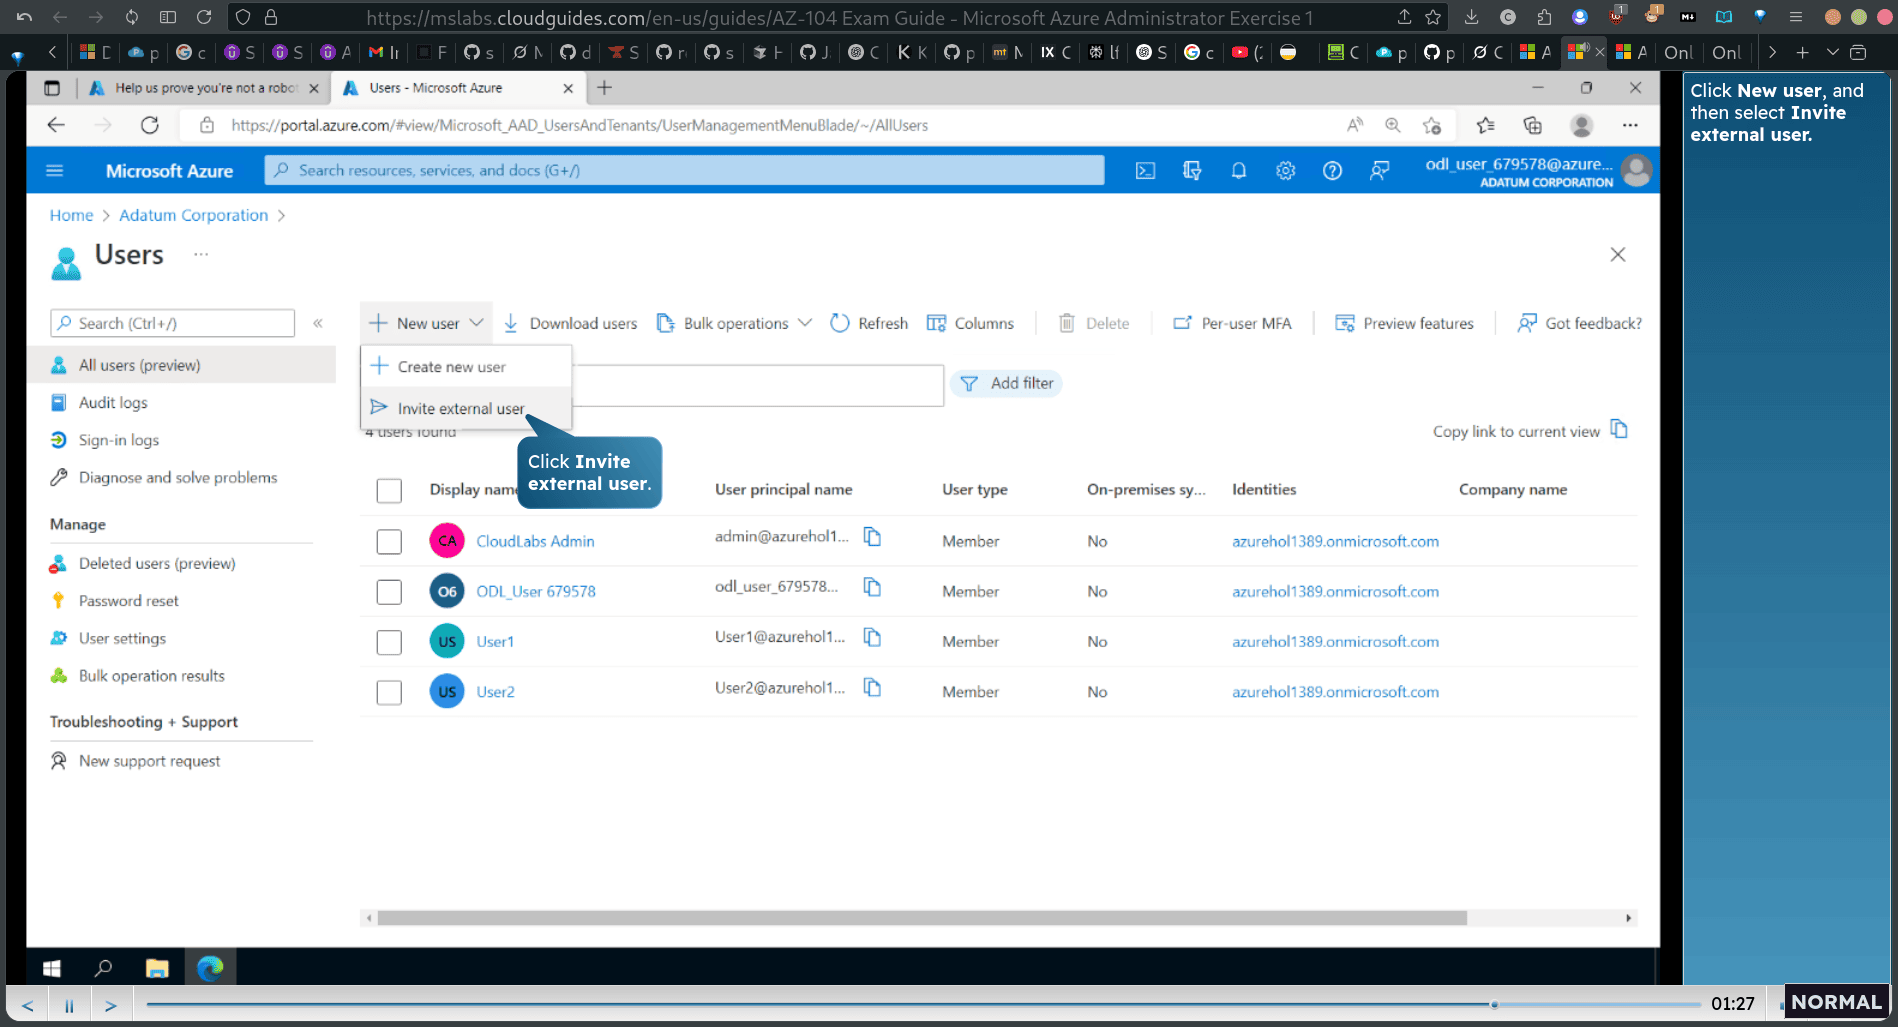 https://mslabs.cloudguides.com/en-us/guides/AZ-104 Exam Guide - Microsoft Azure Administrator Exercise 1
Help us prove you're not a robot
Users - Microsoft Azure
https://portal.azure.com/#view/Microsoft_AAD_UsersAndTenants/UserManagementMenuBlade/~/AllUsers
Microsoft Azure
Search resources, services, and docs (G+/)
odl_user_679578@azure...
ADATUM CORPORATION
Home > Adatum Corporation >
Users ...
Search (Ctrl+/)
All users (preview)
Audit logs
Sign-in logs
Diagnose and solve problems
Manage
Deleted users (preview)
Password reset
User settings
Bulk operation results
Troubleshooting + Support
New support request
New user
Download users
Bulk operations
Refresh
Columns
Delete
Per-user MFA
Preview features
Got feedback?
Create new user
Invite external user
Add filter
4 users found
Copy link to current view
Click Invite
external user.
Display name User principal name User type On-premises sy... Identities Company name
CA CloudLabs Admin admin@azurehol1... Member No azurehol1389.onmicrosoft.com
O6 ODL_User 679578 odl_user_679578... Member No azurehol1389.onmicrosoft.com
US User1 User1@azurehol1... Member No azurehol1389.onmicrosoft.com
US User2 User2@azurehol1... Member No azurehol1389.onmicrosoft.com
Click New user, and
then select Invite
external user.
01:27
NORMAL